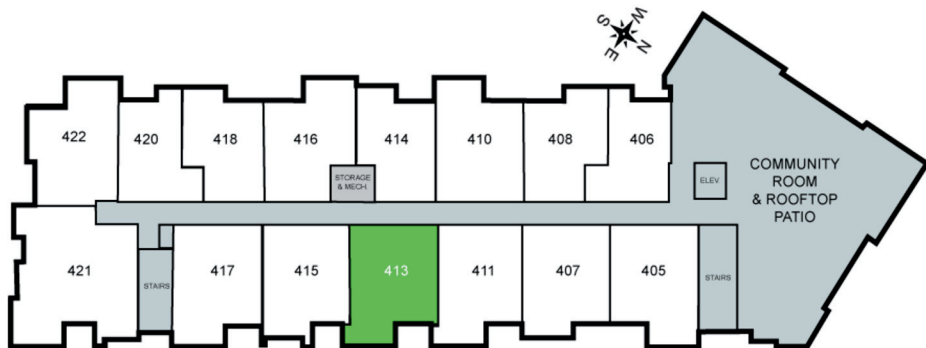 W
S
N
E
422
420
418
416
414
410
408
406
STORAGE
& MECH.
ELEV.
COMMUNITY
ROOM
& ROOFTOP
PATIO
421
STAIRS
417
415
413
411
407
405
STAIRS